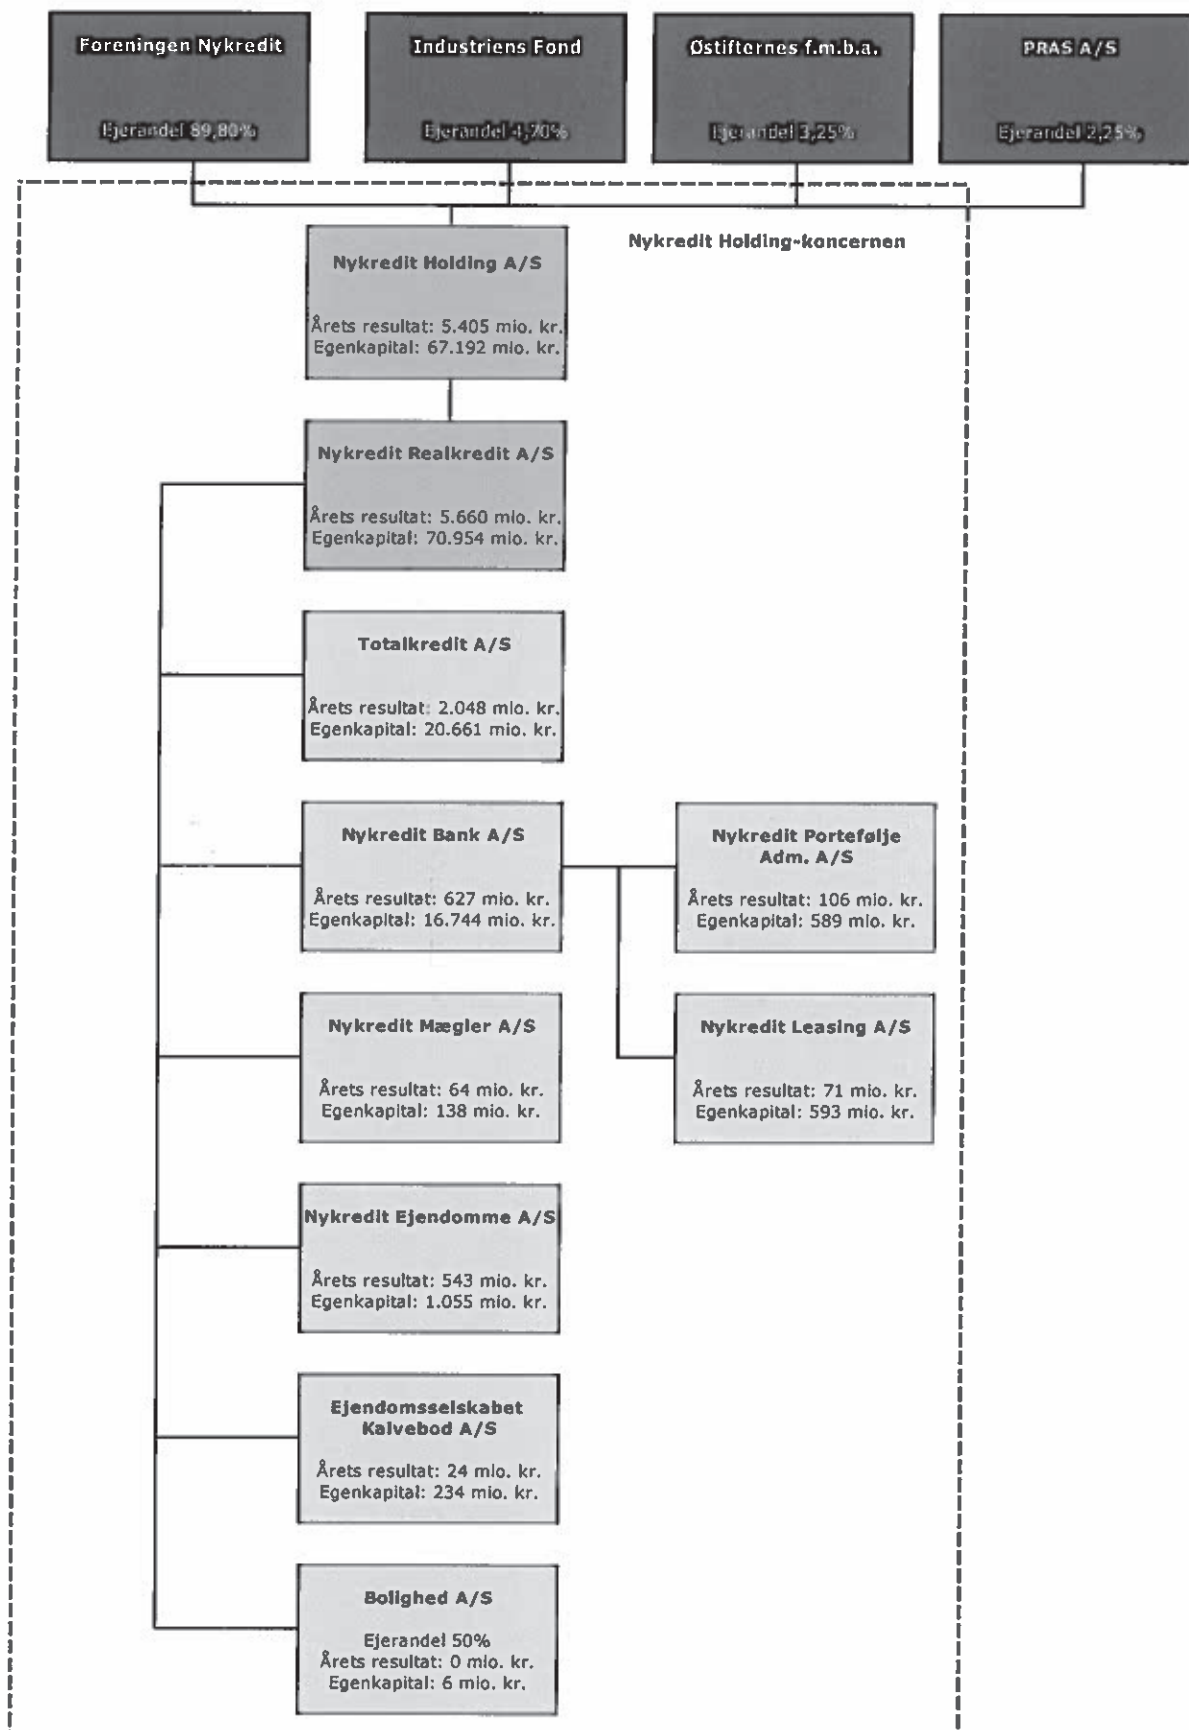 Foreningen Nykredit
Ejerandel 89,80%
Industriens Fond
Ejerandel 4,70%
Østifternes f.m.b.a.
Ejerandel 3,25%
PRAS A/S
Ejerandel 2,25%
Nykredit Holding-koncernen
Nykredit Holding A/S
Årets resultat: 5.405 mio. kr.
Egenkapital: 67.192 mio. kr.
Nykredit Realkredit A/S
Årets resultat: 5.660 mio. kr.
Egenkapital: 70.954 mio. kr.
Totalkredit A/S
Årets resultat: 2.048 mio. kr.
Egenkapital: 20.661 mio. kr.
Nykredit Bank A/S
Årets resultat: 627 mio. kr.
Egenkapital: 16.744 mio. kr.
Nykredit Portefølje
Adm. A/S
Årets resultat: 106 mio. kr.
Egenkapital: 589 mio. kr.
Nykredit Mægler A/S
Årets resultat: 64 mio. kr.
Egenkapital: 138 mio. kr.
Nykredit Leasing A/S
Årets resultat: 71 mio. kr.
Egenkapital: 593 mio. kr.
Nykredit Ejendomme A/S
Årets resultat: 543 mio. kr.
Egenkapital: 1.055 mio. kr.
Ejendomsselskabet
Kalvebod A/S
Årets resultat: 24 mio. kr.
Egenkapital: 234 mio. kr.
Bolighed A/S
Ejerandel 50%
Årets resultat: 0 mio. kr.
Egenkapital: 6 mio. kr.